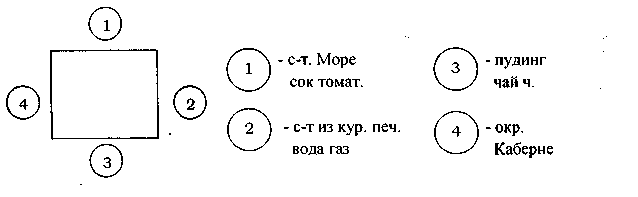 1
4
2
3
1 - с-т. Море
сок томат.
2 - с-т из кур. печ.
вода газ
3 - пудинг
чай ч.
4 - окр.
Каберне